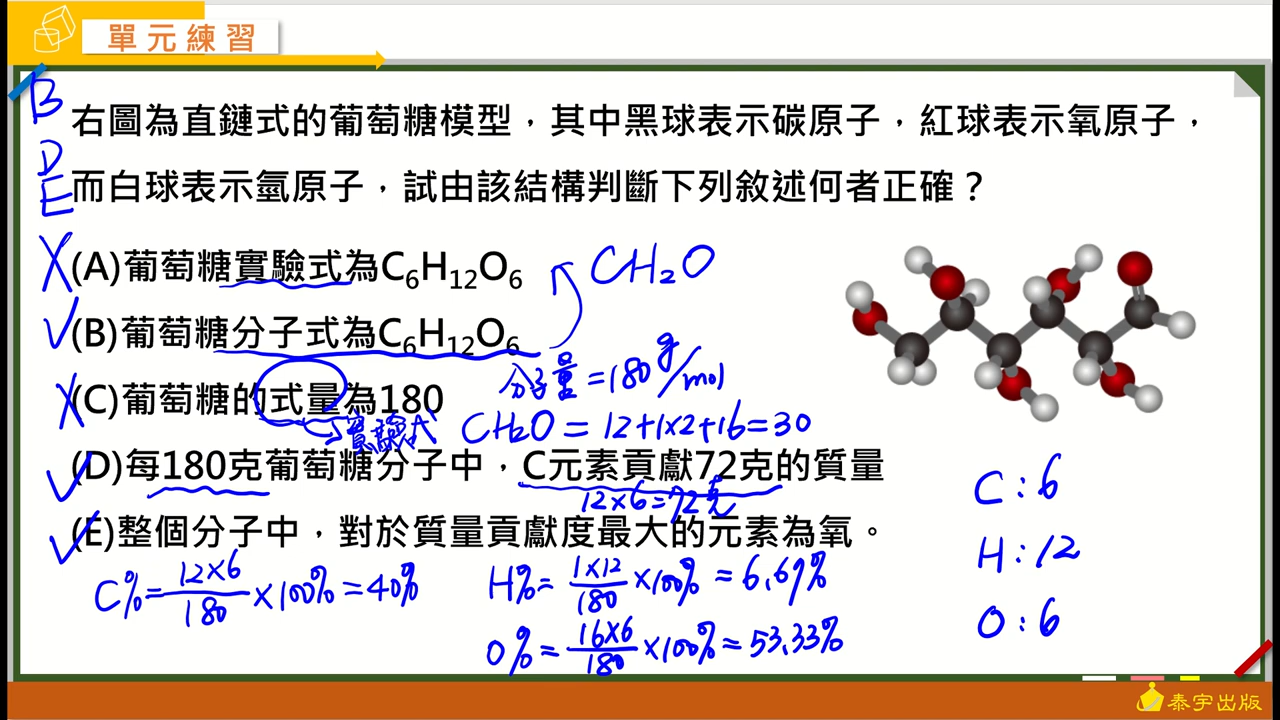 單元練習
B
D
E
右圖為直鏈式的葡萄糖模型，其中黑球表示碳原子，紅球表示氧原子，
而白球表示氫原子，試由該結構判斷下列敘述何者正確？
X (A)葡萄糖實驗式為C₆H₁₂O₆ CH₂O
✓ (B)葡萄糖分子式為C₆H₁₂O₆
分子量=180g/mol
X (C)葡萄糖的式量為180
→實驗式 CH₂O=12+1×2+16=30
✓ (D)每180克葡萄糖分子中，C元素貢獻72克的質量
12×6=72克
✓ (E)整個分子中，對於質量貢獻度最大的元素為氧。
C%=12×6/180×100%=40%
H%=1×12/180×100%=6.69%
O%=16×6/180×100%=53.33%
C:6
H:12
O:6
泰宇出版